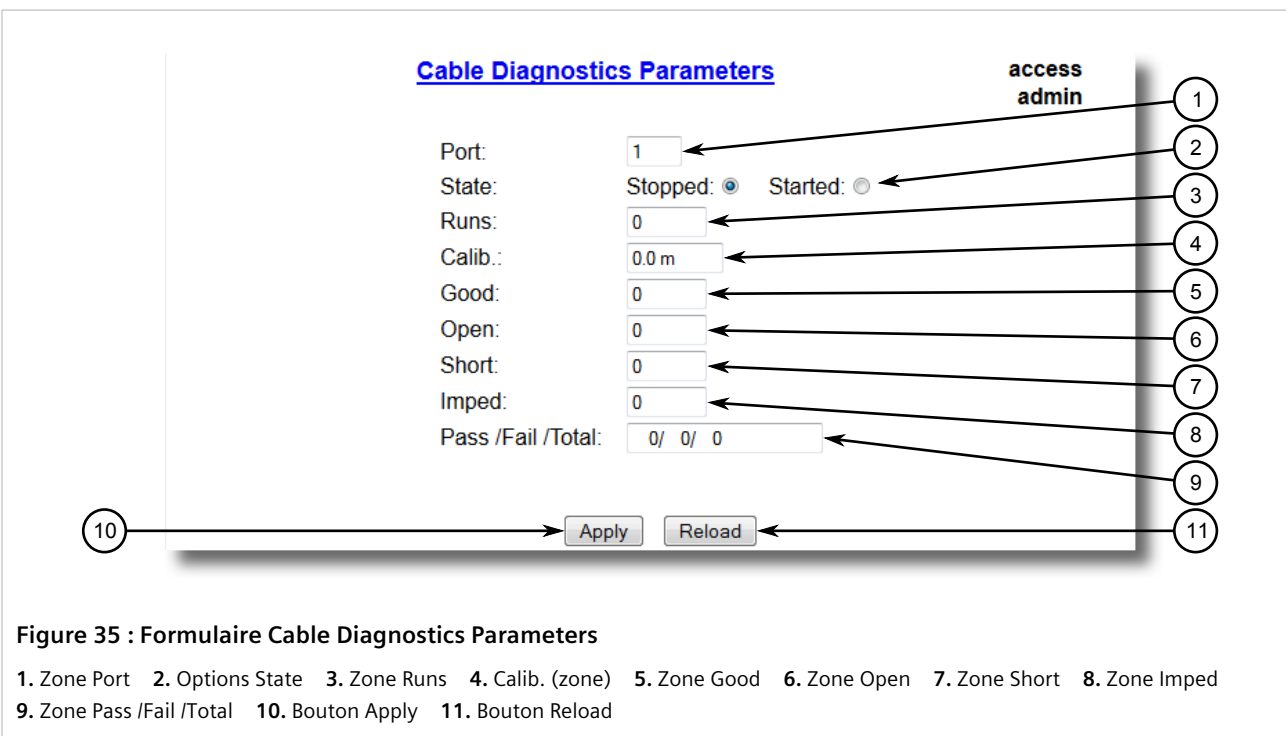 Cable Diagnostics Parameters
access
admin
1
Port: 1
2
State: Stopped: Started:
3
Runs: 0
4
Calib.: 0.0 m
5
Good: 0
6
Open: 0
7
Short: 0
8
Imped: 0
Pass /Fail /Total: 0/ 0/ 0
9
10
Apply Reload
11
Figure 35 : Formulaire Cable Diagnostics Parameters
1. Zone Port 2. Options State 3. Zone Runs 4. Calib. (zone) 5. Zone Good 6. Zone Open 7. Zone Short 8. Zone Imped
9. Zone Pass /Fail /Total 10. Bouton Apply 11. Bouton Reload